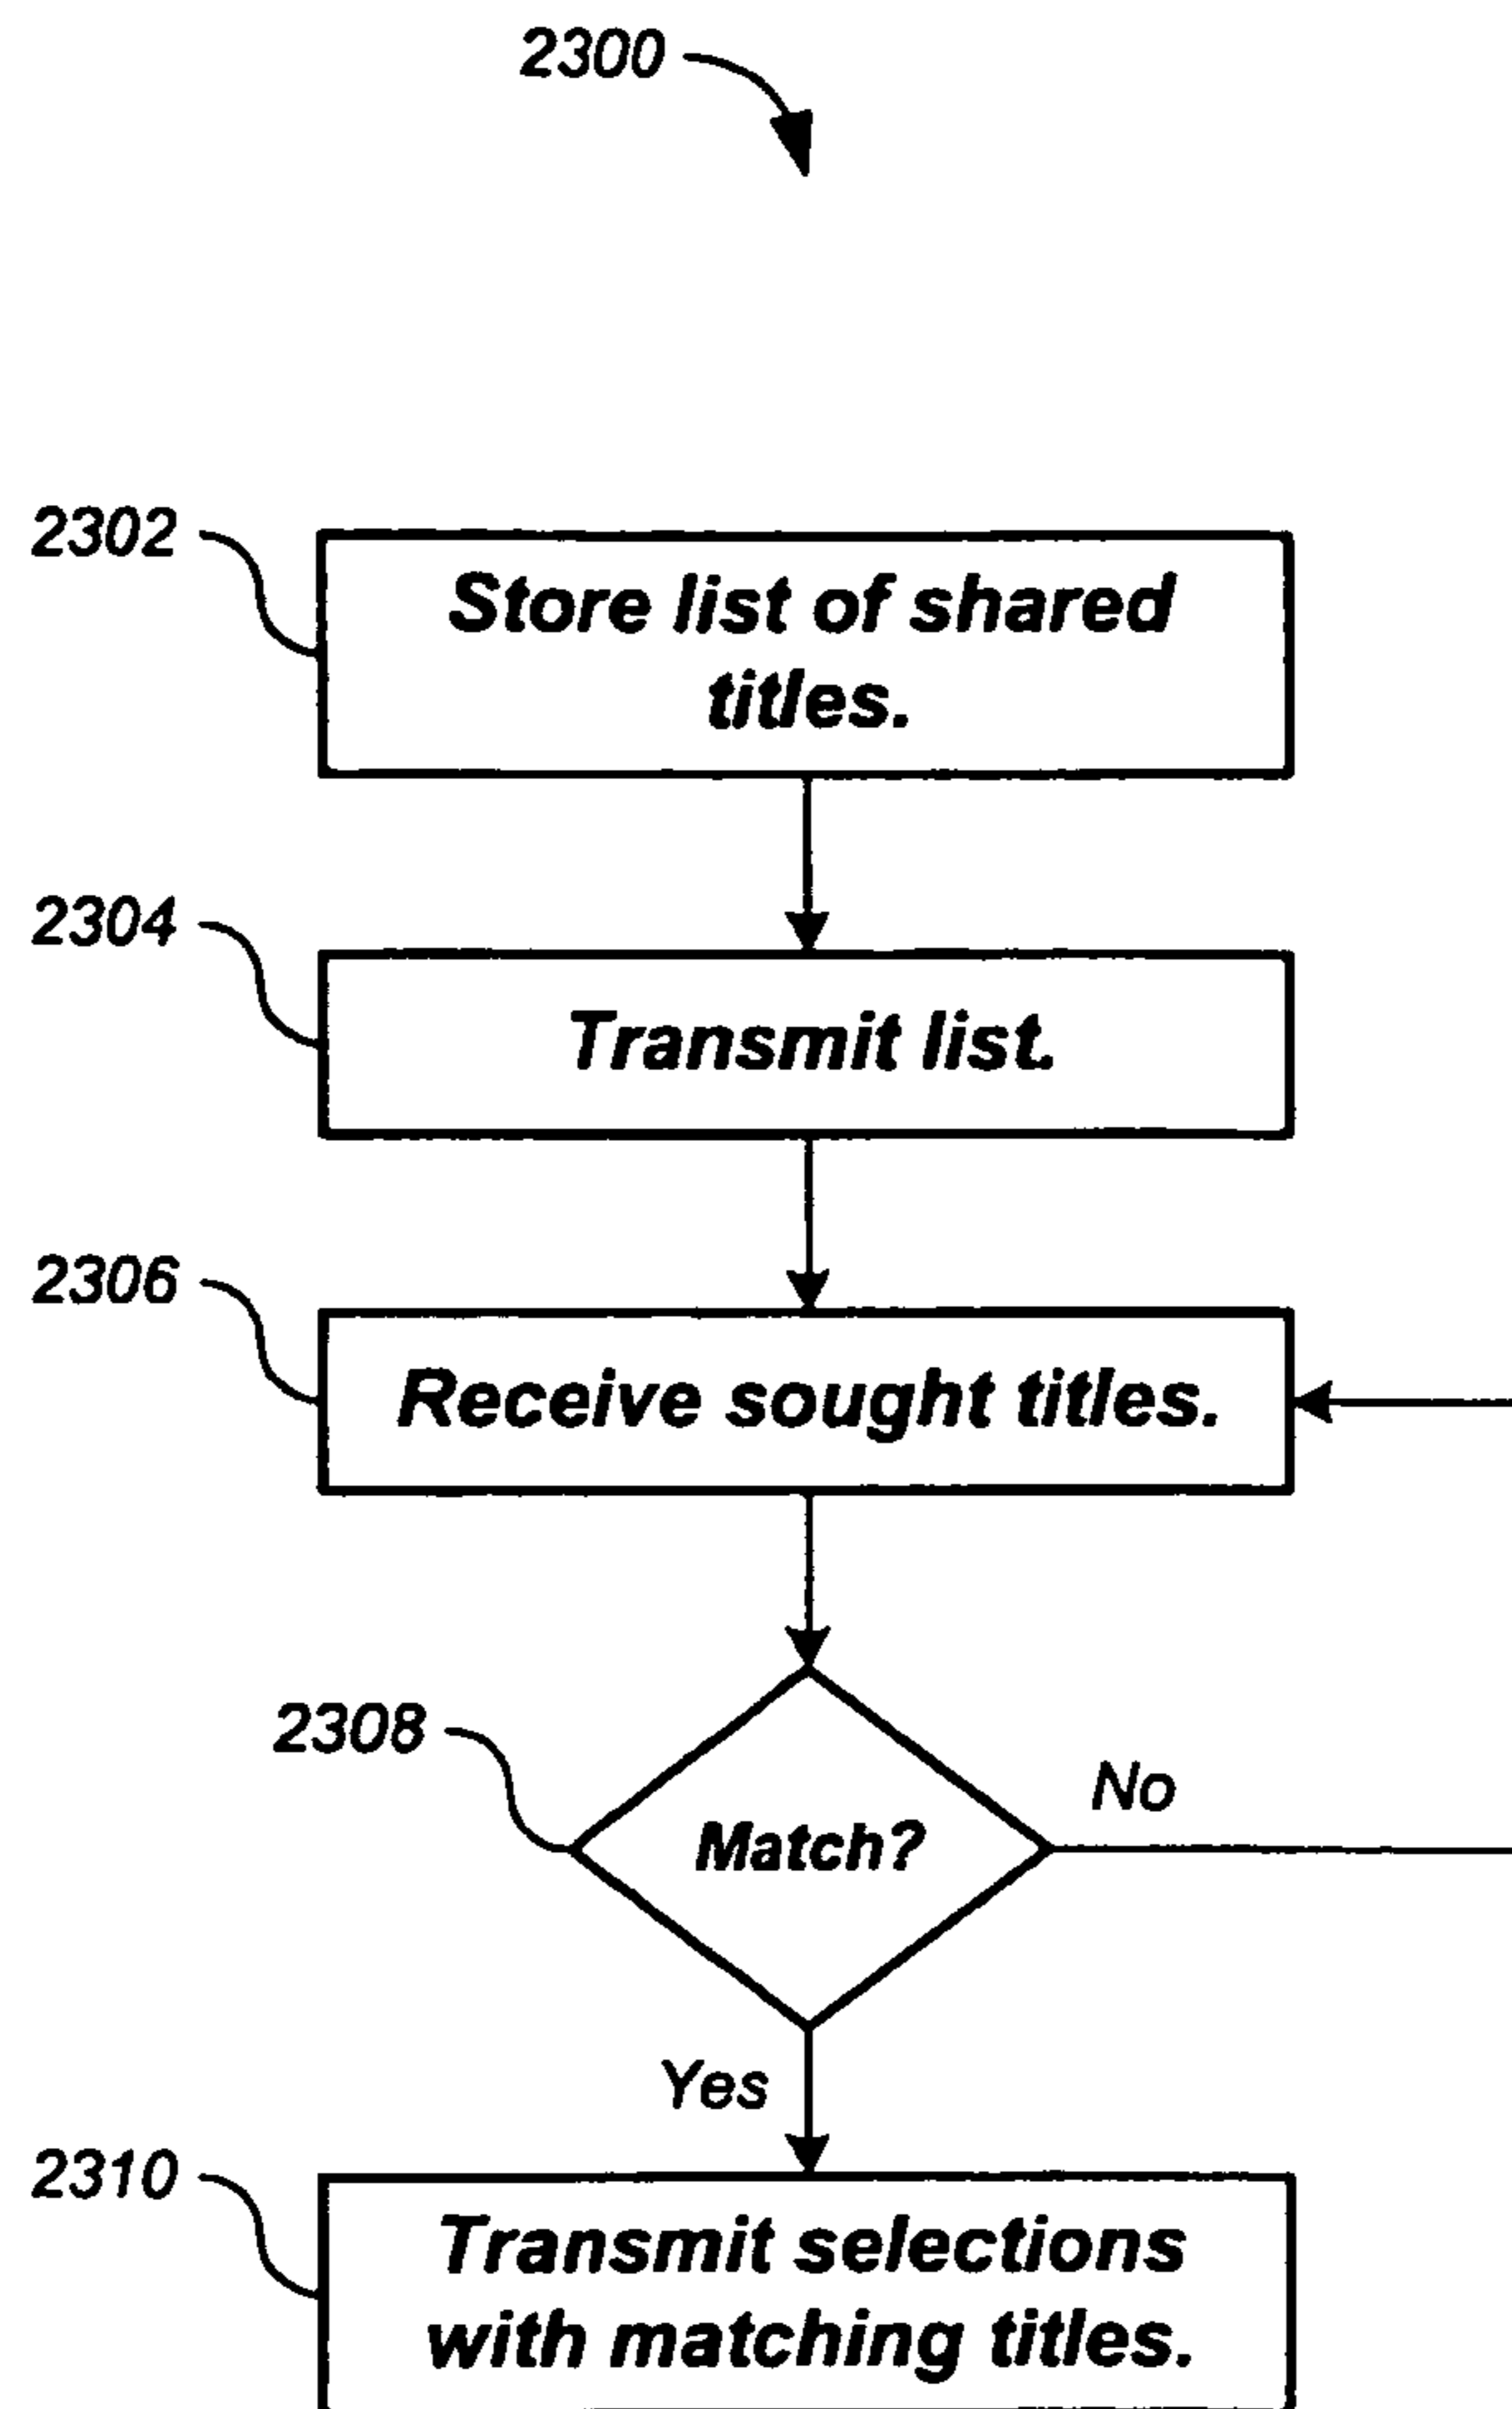 2300
2302
Store list of shared
titles.
2304
Transmit list.
2306
Receive sought titles.
2308
Match?
No
Yes
2310
Transmit selections
with matching titles.